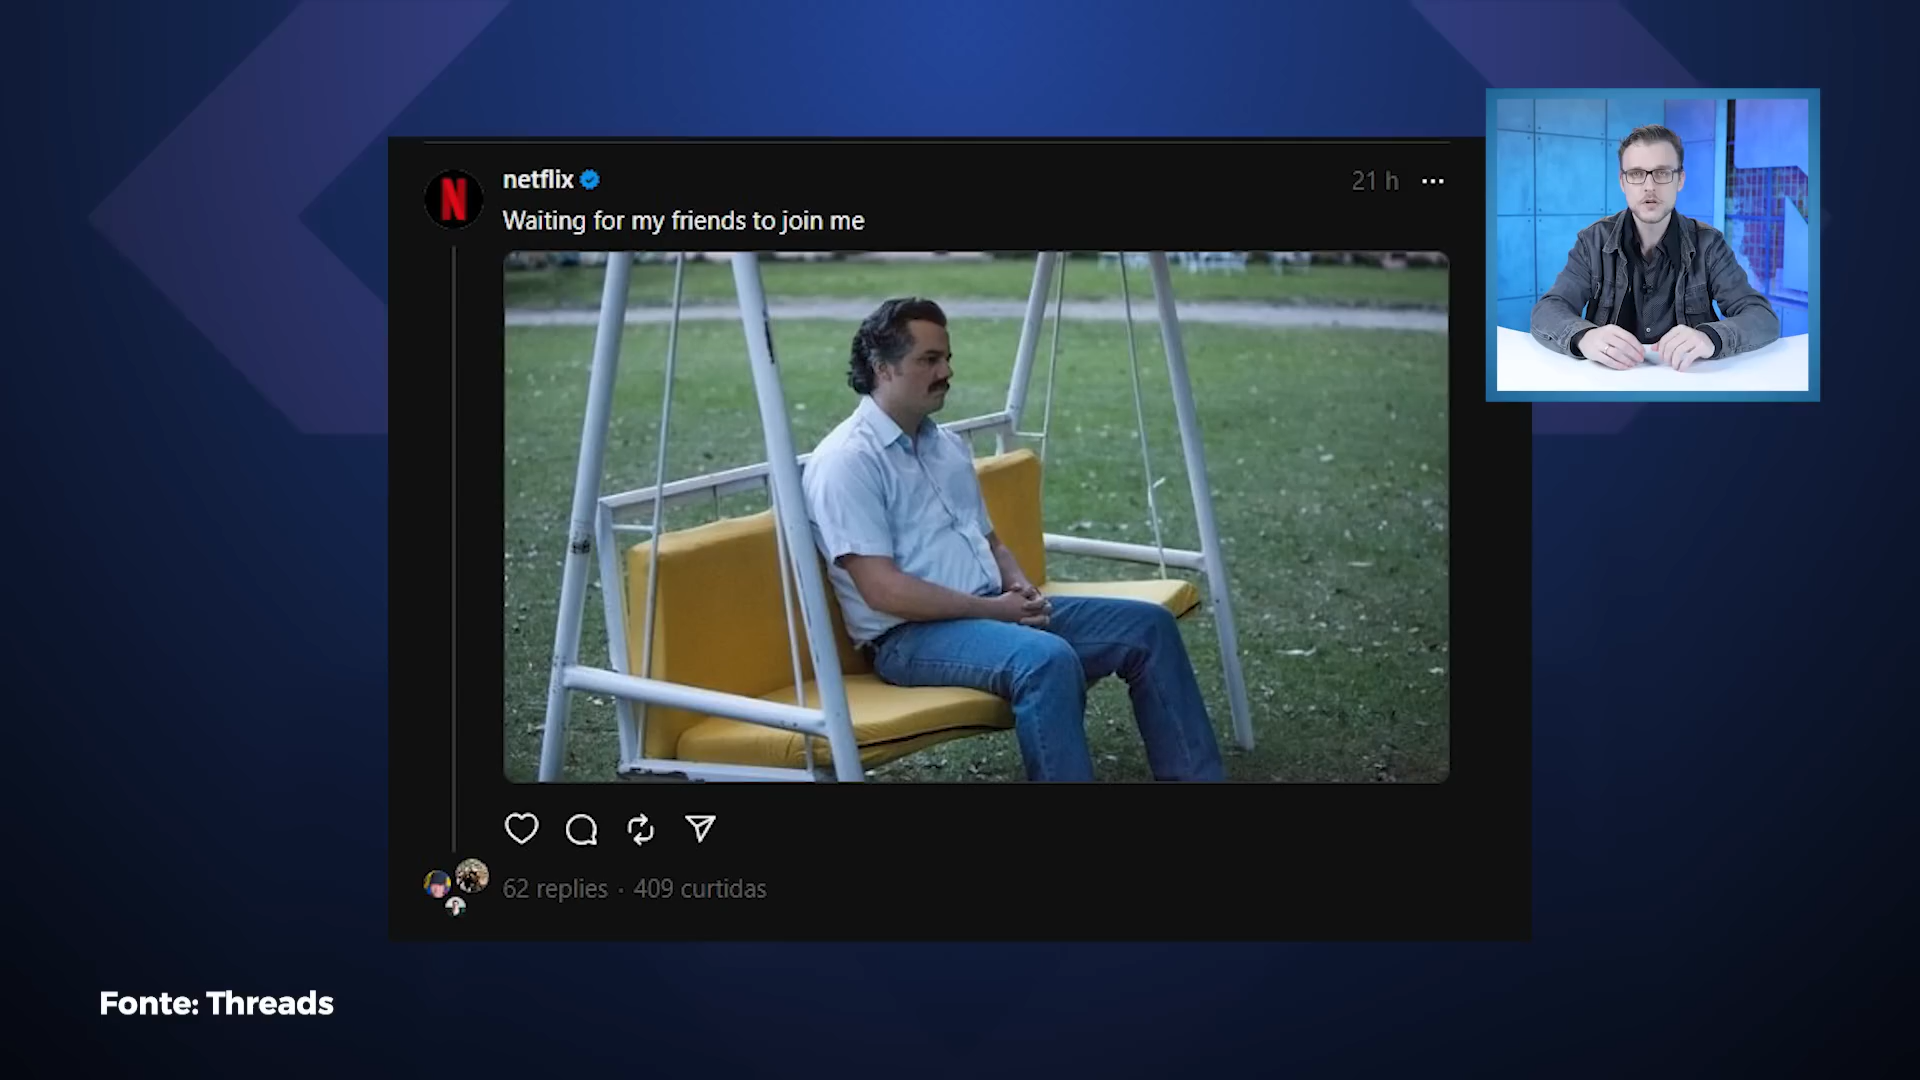 netflix
21 h
Waiting for my friends to join me
62 replies · 409 curtidas
Fonte: Threads